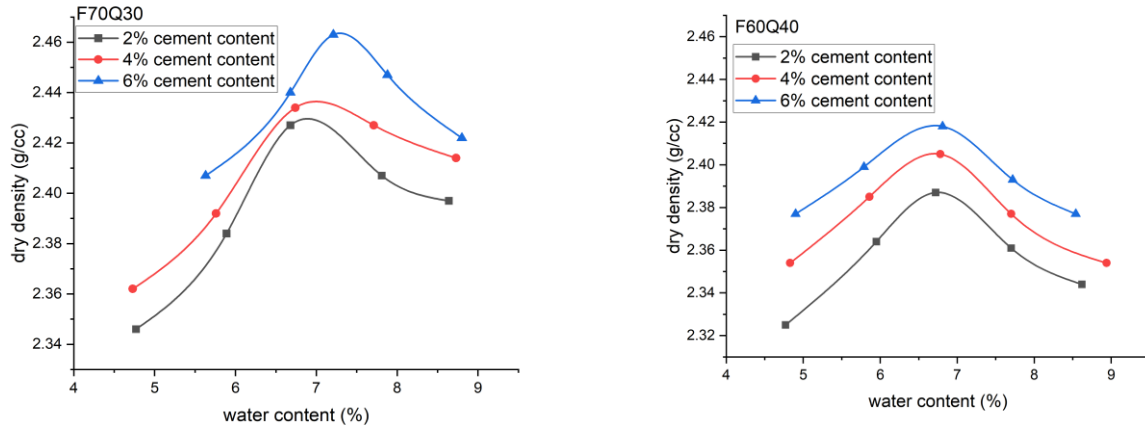 F70Q30
2% cement content
4% cement content
6% cement content
2.46
2.44
2.42
2.40
2.38
2.36
2.34
dry density (g/cc)
4 5 6 7 8 9
water content (%)
F60Q40
2% cement content
4% cement content
6% cement content
2.46
2.44
2.42
2.40
2.38
2.36
2.34
2.32
dry density (g/cc)
4 5 6 7 8 9
water content (%)